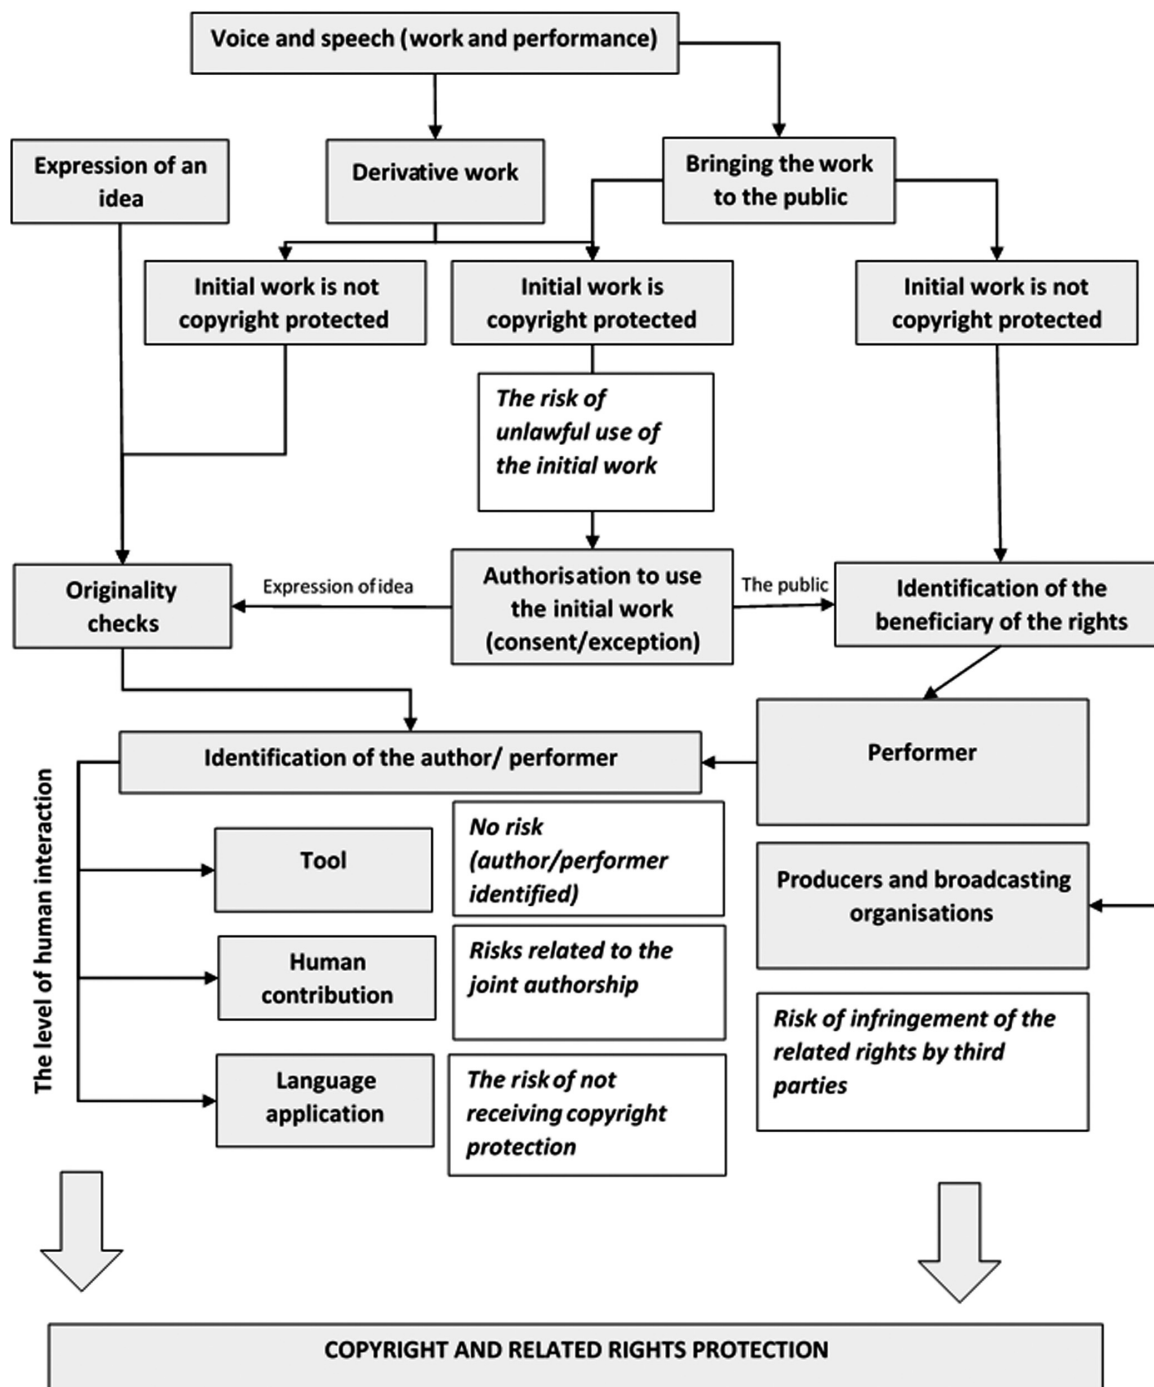 Voice and speech (work and performance)
Expression of an
idea
Derivative work
Bringing the work
to the public
Initial work is not
copyright protected
Initial work is
copyright protected
Initial work is not
copyright protected
The risk of
unlawful use of
the initial work
Originality
checks
Expression of idea
Authorisation to use
the initial work
(consent/exception)
The public
Identification of the
beneficiary of the rights
Identification of the author/ performer
Performer
The level of human interaction
Tool
No risk
(author/performer
identified)
Producers and broadcasting
organisations
Human
contribution
Risks related to the
joint authorship
Risk of infringement of the
related rights by third
parties
Language
application
The risk of not
receiving copyright
protection
COPYRIGHT AND RELATED RIGHTS PROTECTION